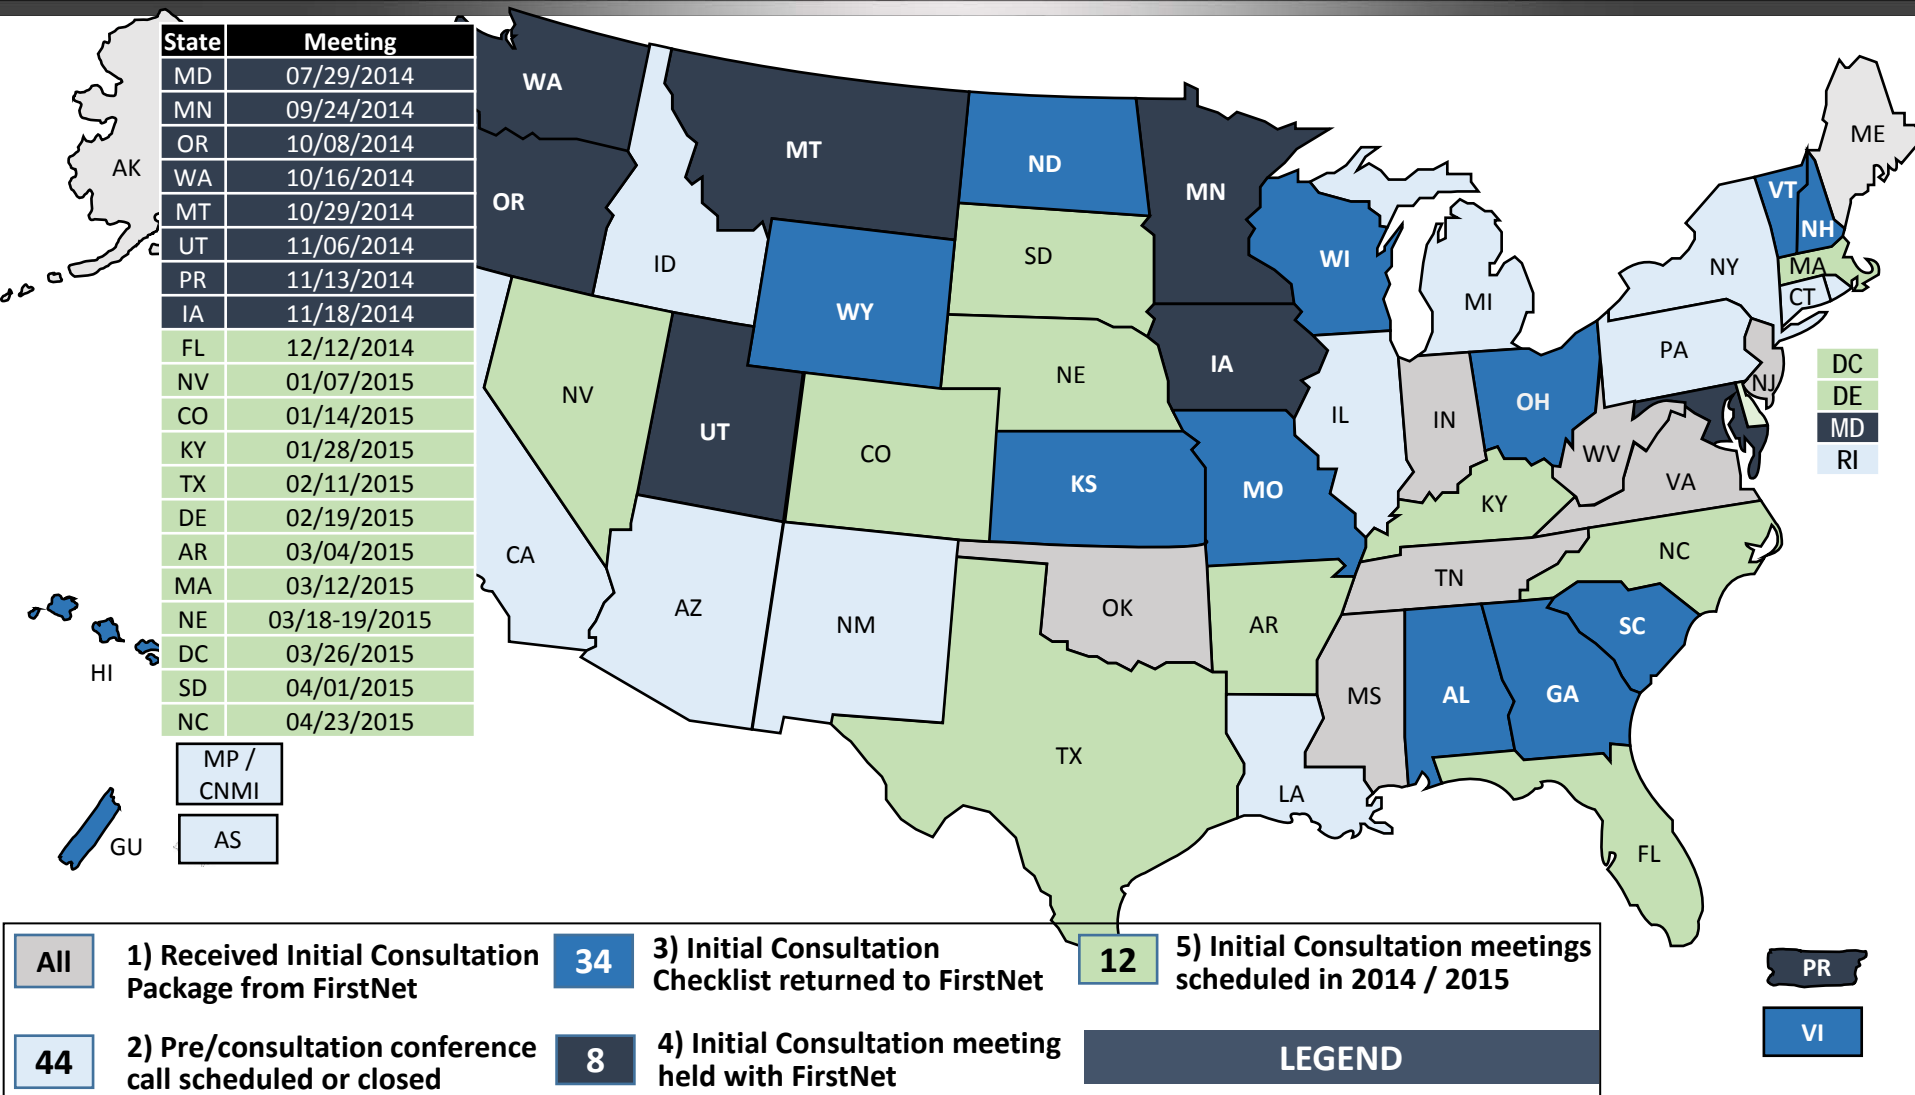 State Meeting
MD 07/29/2014
MN 09/24/2014
OR 10/08/2014
WA 10/16/2014
MT 10/29/2014
UT 11/06/2014
PR 11/13/2014
IA 11/18/2014
FL 12/12/2014
NV 01/07/2015
CO 01/14/2015
KY 01/28/2015
TX 02/11/2015
DE 02/19/2015
AR 03/04/2015
MA 03/12/2015
NE 03/18-19/2015
DC 03/26/2015
SD 04/01/2015
NC 04/23/2015
MP /
CNMI
AS
AK
HI
GU
WA
OR
ID
MT
ND
SD
MN
WI
MI
WY
NE
IA
NV
UT
CO
KS
MO
IL
IN
OH
CA
AZ
NM
OK
AR
TX
LA
MS
AL
GA
SC
TN
KY
NC
VA
WV
FL
PA
NJ
NY
CT
MA
VT
NH
ME
DC
DE
MD
RI
PR
VI
All
1) Received Initial Consultation
Package from FirstNet
34
3) Initial Consultation
Checklist returned to FirstNet
12
5) Initial Consultation meetings
scheduled in 2014 / 2015
44
2) Pre/consultation conference
call scheduled or closed
8
4) Initial Consultation meeting
held with FirstNet
LEGEND